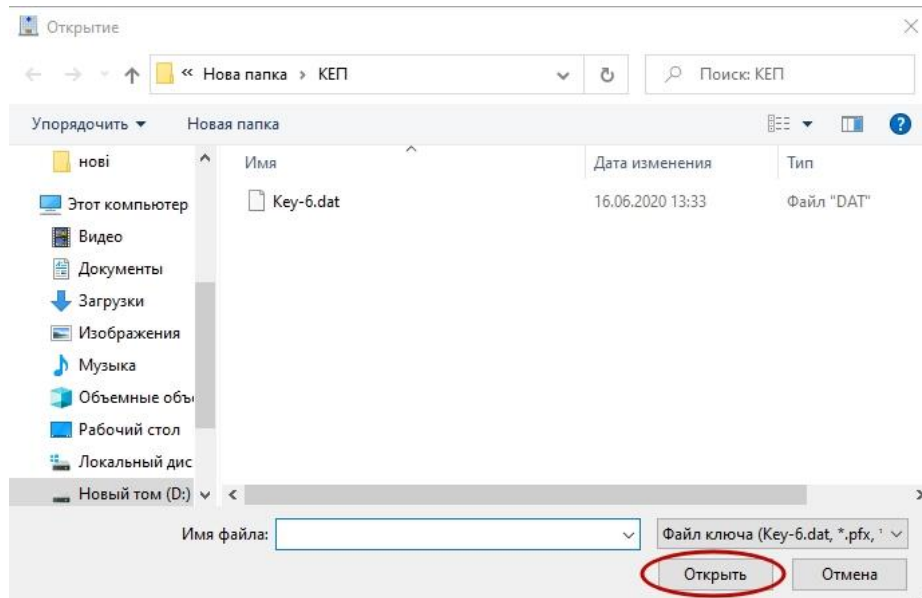 Открытие
« Нова папка › КЕП
Поиск: КЕП
Упорядочить
Новая папка
?
Имя
Дата изменения
Тип
Key-6.dat
16.06.2020 13:33
Файл "DAT"
нові
Этот компьютер
Видео
Документы
Загрузки
Изображения
Музыка
Объемные объ
Рабочий стол
Локальный дис
Новый том (D:)
Имя файла:
Файл ключа (Key-6.dat, *.pfx,
Открыть
Отмена